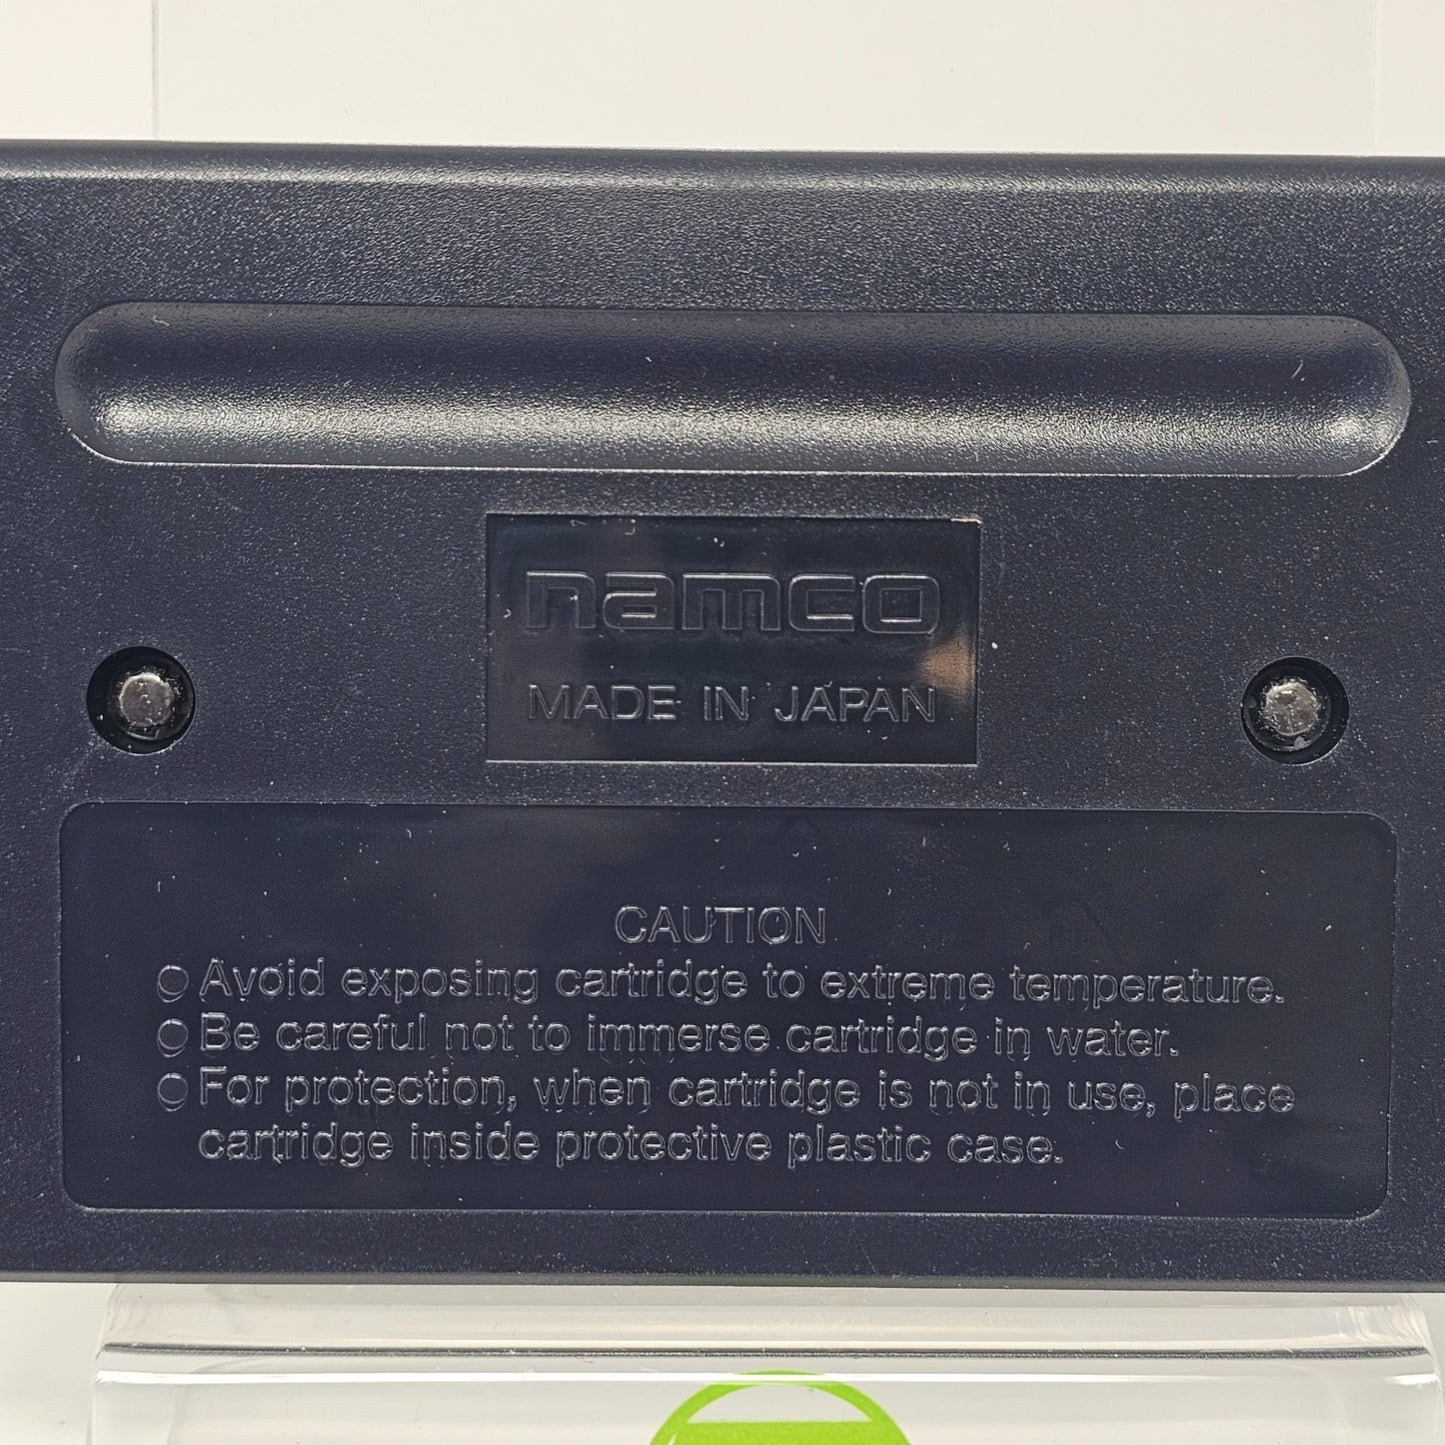 namco
MADE IN JAPAN
CAUTION
○ Avoid exposing cartridge to extreme temperature.
○ Be careful not to immerse cartridge in water.
○ For protection, when cartridge is not in use, place
cartridge inside protective plastic case.